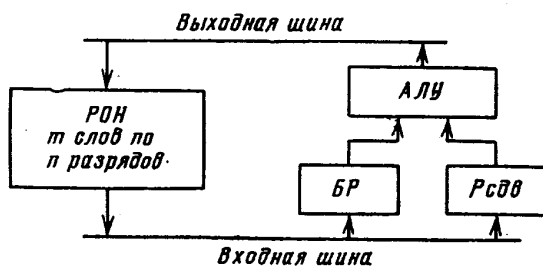 Выходная шина
РОН
m слов по
n разрядов
АЛУ
БР
Рсдв
Входная шина